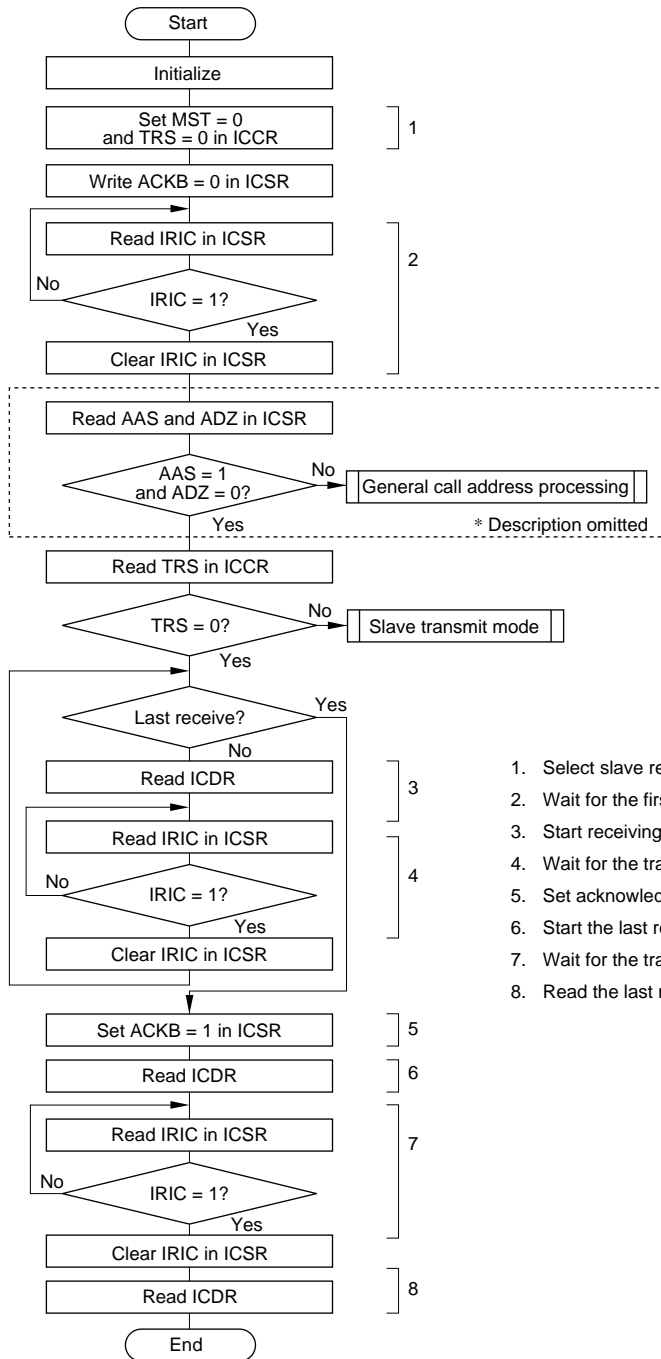 Start
Initialize
Set MST = 0
and TRS = 0 in ICCR
1
Write ACKB = 0 in ICSR
Read IRIC in ICSR
2
No
IRIC = 1?
Yes
Clear IRIC in ICSR
Read AAS and ADZ in ICSR
AAS = 1
and ADZ = 0?
No
General call address processing
Yes
* Description omitted
Read TRS in ICCR
TRS = 0?
No
Slave transmit mode
Yes
Last receive?
Yes
No
Read ICDR
3
Read IRIC in ICSR
4
No
IRIC = 1?
Yes
Clear IRIC in ICSR
Set ACKB = 1 in ICSR
5
Read ICDR
6
Read IRIC in ICSR
7
No
IRIC = 1?
Yes
Clear IRIC in ICSR
Read ICDR
8
End
1. Select slave
2. Wait for the
3. Start receiving
4. Wait for the
5. Set
6. Start the last
7. Wait for the
8. Read the last